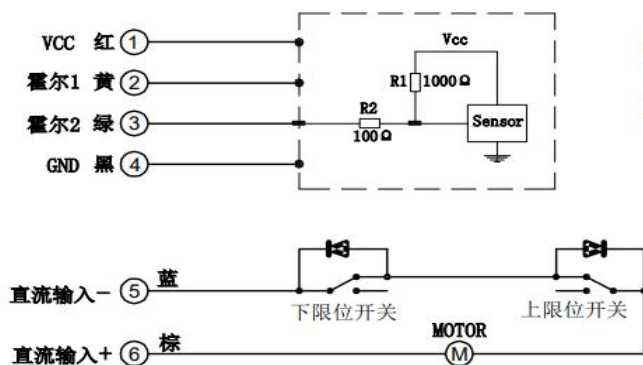 VCC 红 1
Vcc
霍尔1 黄 2
R1 1000Ω
霍尔2 绿 3
R2
100Ω
Sensor
GND 黑 4
直流输入- 5 蓝
下限位开关
上限位开关
MOTOR
直流输入+ 6 棕
M